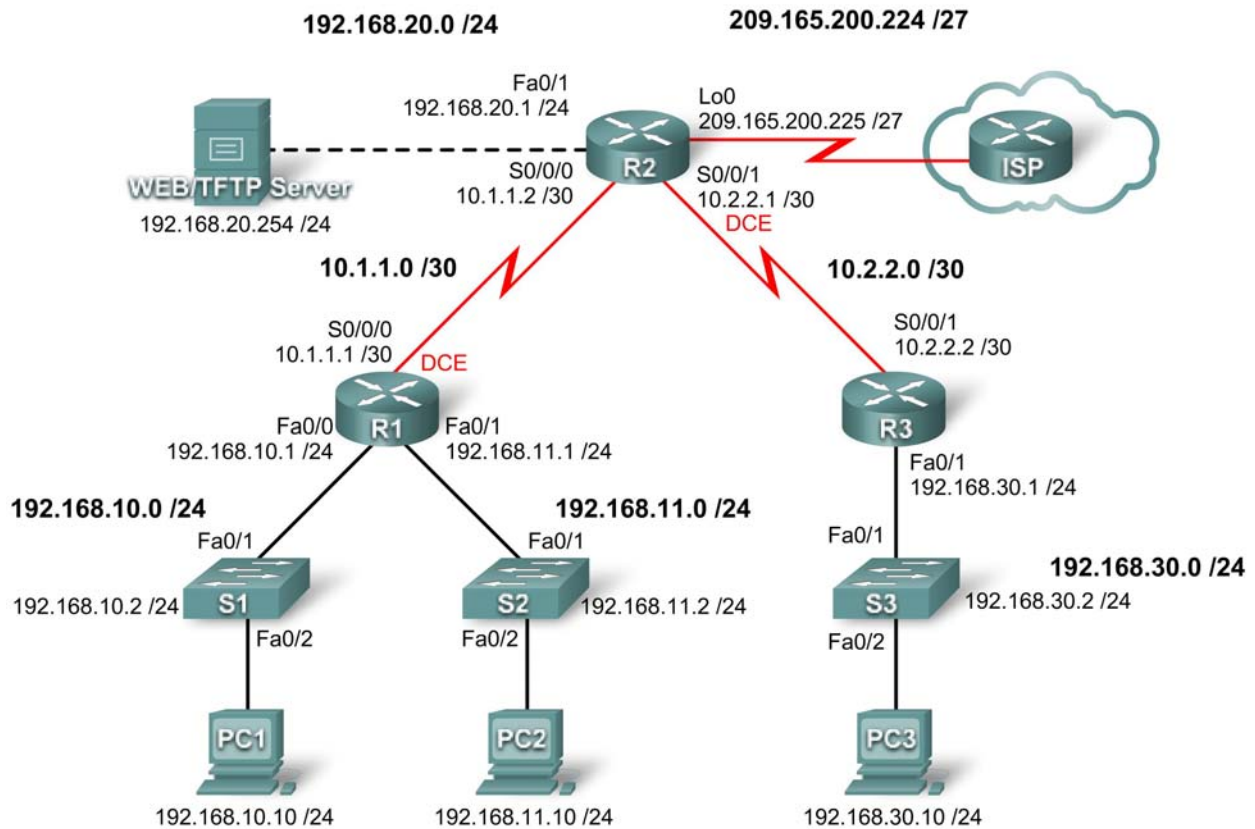 192.168.20.0 /24
209.165.200.224 /27
Fa0/1
192.168.20.1 /24
Lo0
209.165.200.225 /27
WEB/TFTP Server
192.168.20.254 /24
S0/0/0
10.1.1.2 /30
R2
S0/0/1
10.2.2.1 /30
DCE
ISP
10.1.1.0 /30
10.2.2.0 /30
S0/0/0
10.1.1.1 /30
DCE
S0/0/1
10.2.2.2 /30
Fa0/0
192.168.10.1 /24
R1
Fa0/1
192.168.11.1 /24
R3
Fa0/1
192.168.30.1 /24
192.168.10.0 /24
192.168.11.0 /24
Fa0/1
Fa0/1
Fa0/1
192.168.30.0 /24
192.168.10.2 /24
S1
S2
192.168.11.2 /24
S3
192.168.30.2 /24
Fa0/2
Fa0/2
Fa0/2
PC1
PC2
PC3
192.168.10.10 /24
192.168.11.10 /24
192.168.30.10 /24